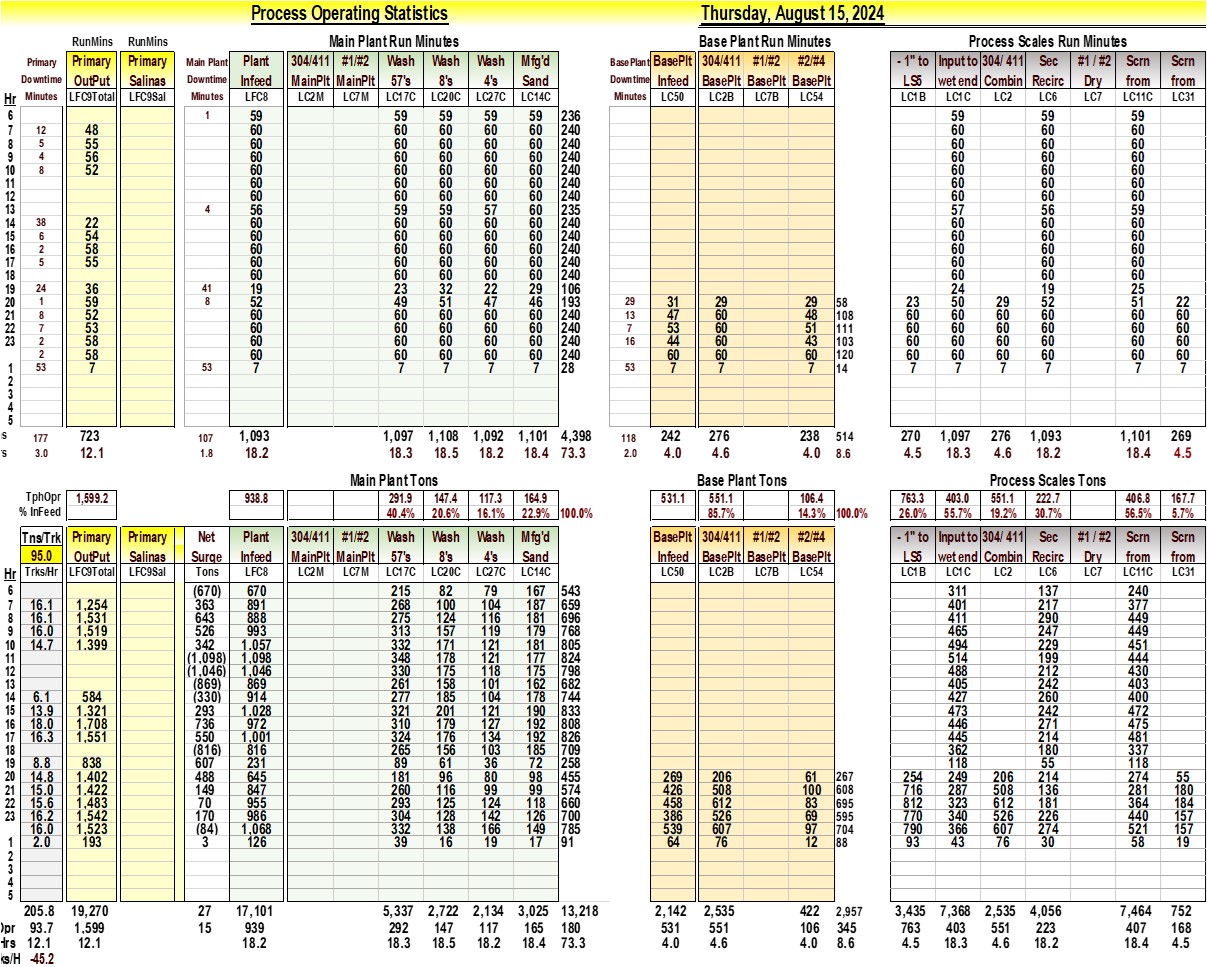 Process Operating Statistics Thursday, August 15, 2024
RunMins RunMins Main Plant Run Minutes Base Plant Run Minutes Process Scales Run Minutes
Primary Primary Primary Main Plant Plant 304/411 #1/#2 Wash Wash Wash Mfg'd BasePlant BasePlt 304/411 #1/#2 #2/#4 - 1" to Input to 304/ 411 Sec #1 / #2 Scrn Scrn
Downtime OutPut Salinas Downtime Infeed MainPlt MainPlt 57's 8's 4's Sand Downtime Infeed BasePlt BasePlt BasePlt LS5 wet end Combin Recirc Dry from from
Hr Minutes LFC9Total LFC9Sal Minutes LFC8 LC2M LC7M LC17C LC20C LC27C LC14C Minutes LC50 LC2B LC7B LC54 LC1B LC1C LC2 LC6 LC7 LC11C LC31
6 1 59 59 59 59 59 236 59 59 59
7 12 48 60 60 60 60 60 240 60 60 60
8 5 55 60 60 60 60 60 240 60 60 60
9 4 56 60 60 60 60 60 240 60 60 60
10 8 52 60 60 60 60 60 240 60 60 60
11 60 60 60 60 60 240 60 60 60
12 60 60 60 60 60 240 60 60 60
13 4 56 59 59 57 60 235 57 56 59
14 38 22 60 60 60 60 60 240 60 60 60
15 6 54 60 60 60 60 60 240 60 60 60
16 2 58 60 60 60 60 60 240 60 60 60
17 5 55 60 60 60 60 60 240 60 60 60
18 60 60 60 60 60 240 60 60 60
19 24 36 41 19 23 32 22 29 106 24 19 25
20 1 59 8 52 49 51 47 46 193 29 31 29 29 58 23 50 29 52 51 22
21 8 52 60 60 60 60 60 240 13 47 60 48 108 60 60 60 60 60 60
22 7 53 60 60 60 60 60 240 7 53 60 51 111 60 60 60 60 60 60
23 2 58 60 60 60 60 60 240 16 44 60 43 103 60 60 60 60 60 60
2 58 60 60 60 60 60 240 60 60 60 120 60 60 60 60 60 60
1 53 7 53 7 7 7 7 7 28 53 7 7 7 14 7 7 7 7 7 7
2
3
4
5
s 177 723 107 1,093 1,097 1,108 1,092 1,101 4,398 118 242 276 238 514 270 1,097 276 1,093 1,101 269
s 3.0 12.1 1.8 18.2 18.3 18.5 18.2 18.4 73.3 2.0 4.0 4.6 4.0 8.6 4.5 18.3 4.6 18.2 18.4 4.5
Main Plant Tons Base Plant Tons Process Scales Tons
TphOpr 1,599.2 938.8 291.9 147.4 117.3 164.9 531.1 551.1 106.4 763.3 403.0 551.1 222.7 406.8 167.7
% InFeed 40.4% 20.6% 16.1% 22.9% 100.0% 85.7% 14.3% 100.0% 26.0% 55.7% 19.2% 30.7% 56.5% 5.7%
Tns/Trk Primary Primary Net Plant 304/411 #1/#2 Wash Wash Wash Mfg'd BasePlt 304/411 #1/#2 #2/#4 - 1" to Input to 304/ 411 Sec #1 / #2 Scrn Scrn
95.0 OutPut Salinas Surge Infeed MainPlt MainPlt 57's 8's 4's Sand Infeed BasePlt BasePlt BasePlt LS5 wet end Combin Recirc Dry from from
Hr Trks/Hr LFC9Total LFC9Sal Tons LFC8 LC2M LC7M LC17C LC20C LC27C LC14C LC50 LC2B LC7B LC54 LC1B LC1C LC2 LC6 LC7 LC11C LC31
6 (670) 670 215 82 79 167 543 311 137 240
7 16.1 1,254 363 891 268 100 104 187 659 401 217 377
8 16.1 1,531 643 888 275 124 116 181 696 411 290 449
9 16.0 1,519 526 993 313 157 119 179 768 465 247 449
10 14.7 1,399 342 1,057 332 171 121 181 805 494 229 451
11 (1,098) 1,098 348 178 121 177 824 514 199 444
12 (1,046) 1,046 330 175 118 175 798 488 212 430
13 (869) 869 261 158 101 162 682 405 242 403
14 6.1 584 (330) 914 277 185 104 178 744 427 260 400
15 13.9 1,321 293 1,028 321 201 121 190 833 473 242 472
16 18.0 1,708 736 972 310 179 127 192 808 446 271 475
17 16.3 1,551 550 1,001 324 176 134 192 826 445 214 481
18 (816) 816 265 156 103 185 709 362 180 337
19 8.8 838 607 231 89 61 36 72 258 118 55 118
20 14.8 1,402 488 645 181 96 80 98 455 269 206 61 267 254 249 206 214 274 55
21 15.0 1,422 149 847 260 116 99 99 574 426 508 100 608 716 287 508 136 281 180
22 15.6 1,483 70 955 293 125 124 118 660 458 612 83 695 812 323 612 181 364 184
23 16.2 1,542 170 986 304 128 142 126 700 386 526 69 595 770 340 526 226 440 157
16.0 1,523 (84) 1,068 332 138 166 149 785 539 607 97 704 790 366 607 274 521 157
1 2.0 193 3 126 39 16 19 17 91 64 76 12 88 93 43 76 30 58 19
2
3
4
5
205.8 19,270 27 17,101 5,337 2,722 2,134 3,025 13,218 2,142 2,535 422 2,957 3,435 7,368 2,535 4,056 7,464 752
Opr 93.7 1,599 15 939 292 147 117 165 180 531 551 106 345 763 403 551 223 407 168
Hrs 12.1 12.1 18.2 18.3 18.5 18.2 18.4 73.3 4.0 4.6 4.0 8.6 4.5 18.3 4.6 18.2 18.4 4.5
ks/H -45.2